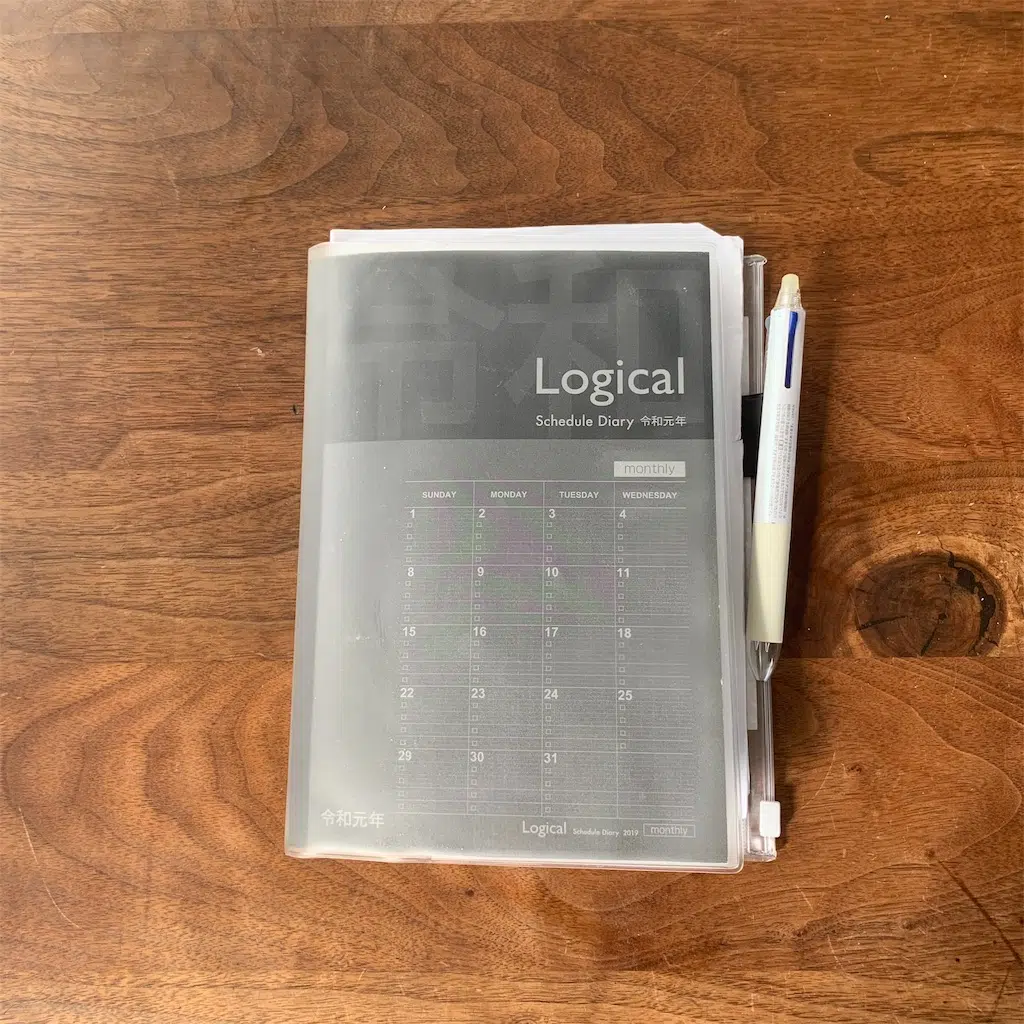 令和
Logical
Schedule Diary 令和元年
monthly
SUNDAY MONDAY TUESDAY WEDNESDAY
1 2 3 4
8 9 10 11
15 16 17 18
22 23 24 25
29 30 31
令和元年
Logical Schedule Diary 2019 monthly